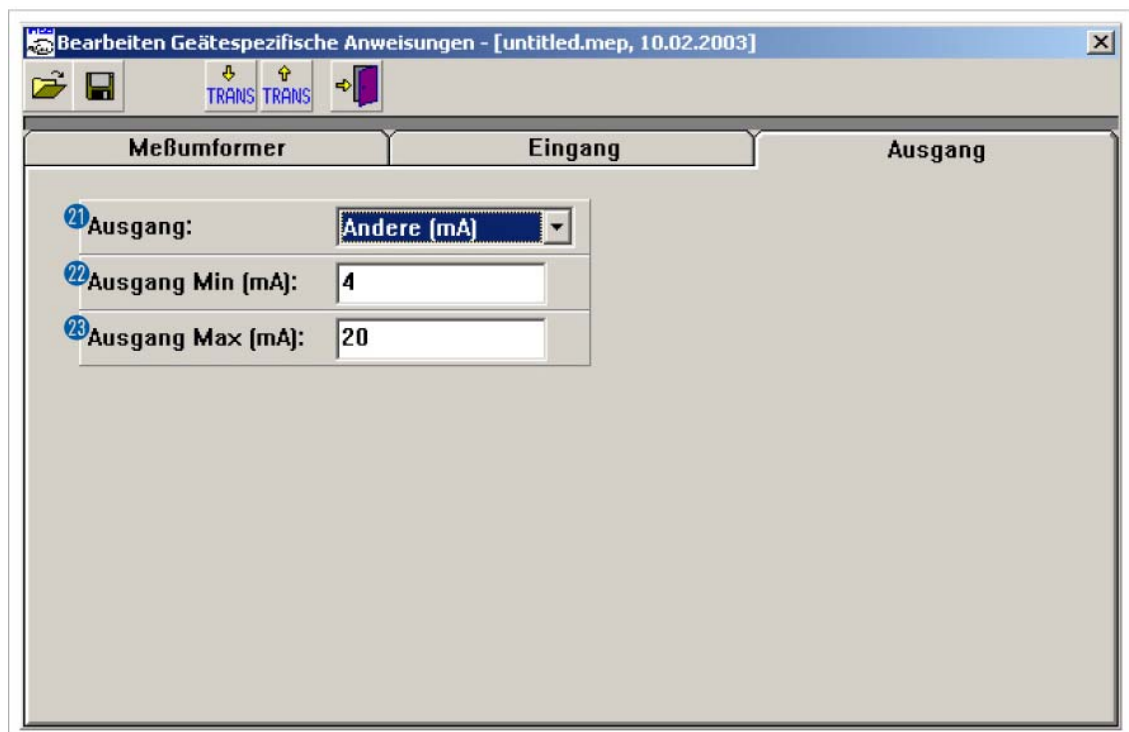 Bearbeiten Geätespezifische Anweisungen - [untitled.mep, 10.02.2003]
TRANS TRANS
Meßumformer Eingang Ausgang
21 Ausgang: Andere (mA)
22 Ausgang Min (mA): 4
23 Ausgang Max (mA): 20